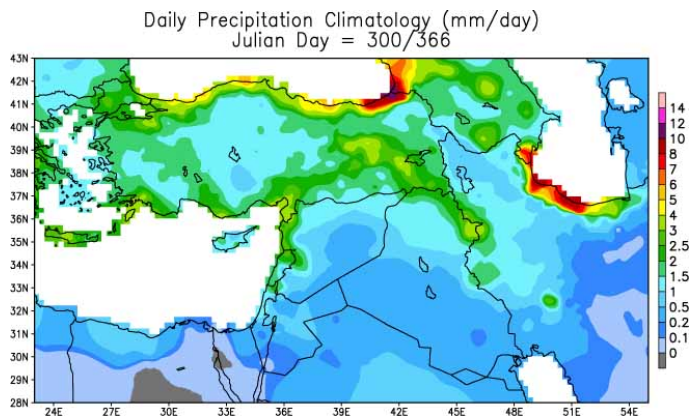 Daily Precipitation Climatology (mm/day)
Julian Day = 300/366
43N
42N
41N
40N
39N
38N
37N
36N
35N
34N
33N
32N
31N
30N
29N
28N
24E 27E 30E 33E 36E 39E 42E 45E 48E 51E 54E
14
12
10
8
7
6
5
4
3
2.5
2
1.5
1
0.5
0.2
0.1
0